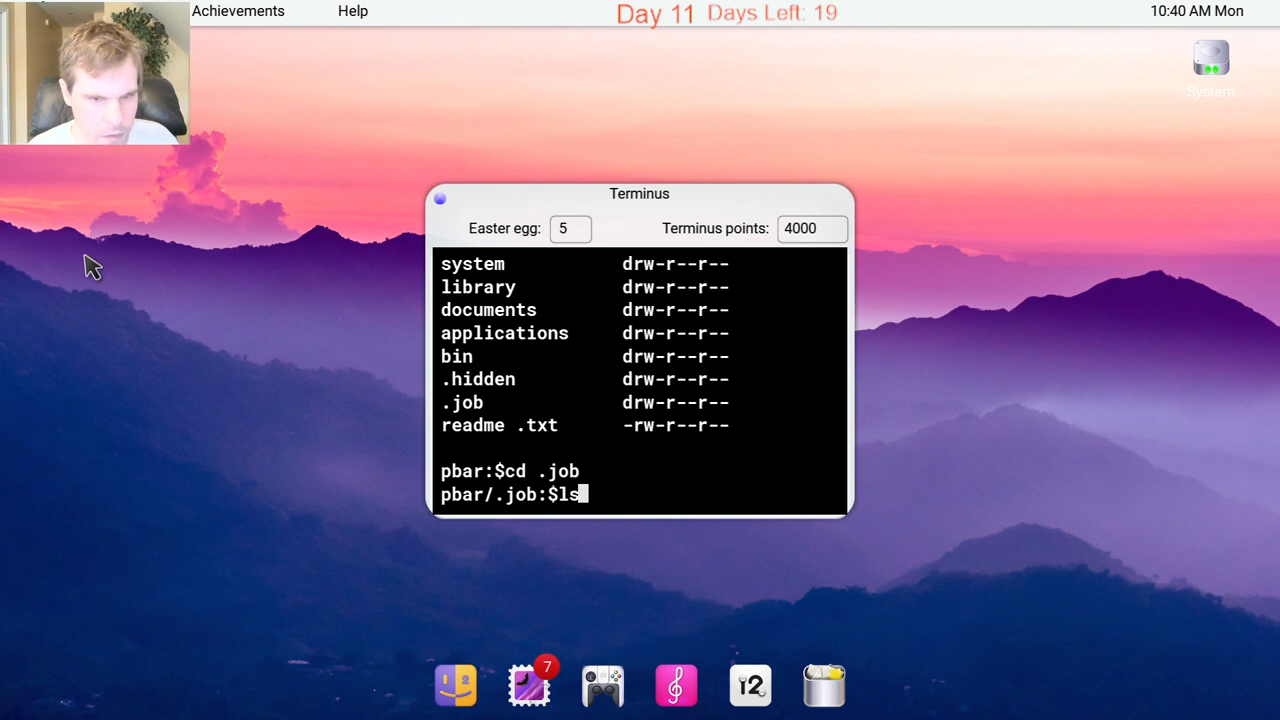 Achievements Help Day 11 Days Left: 19 10:40 AM Mon
System
Terminus
Easter egg: 5 Terminus points: 4000
system drw-r--r--
library drw-r--r--
documents drw-r--r--
applications drw-r--r--
bin drw-r--r--
.hidden drw-r--r--
.job drw-r--r--
readme .txt -rw-r--r--
pbar:$cd .job
pbar/.job:$ls
7
12